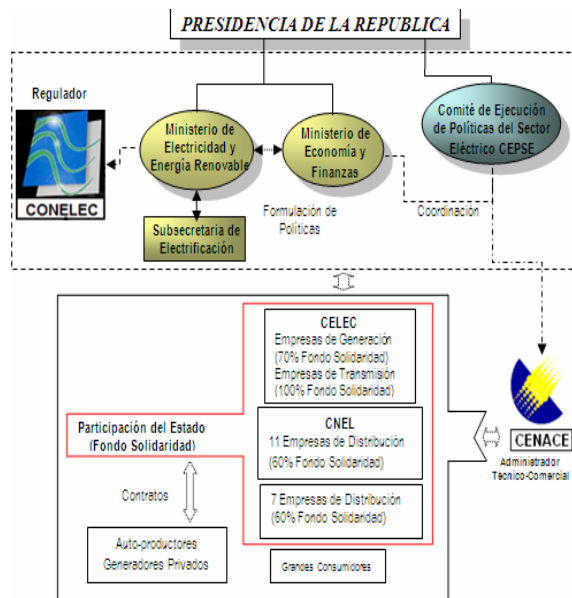 PRESIDENCIA DE LA REPUBLICA
Regulador
CONELEC
Ministerio de
Electricidad y
Energía Renovable
Ministerio de
Economía y
Finanzas
Comité de Ejecución
de Políticas del Sector
Eléctrico CEPSE
Subsecretaria de
Electrificación
Formulación de
Políticas
Coordinación
CELEC
Empresas de Generación
(70% Fondo Solidaridad)
Empresas de Transmisión
(100% Fondo Solidaridad)
CNEL
11 Empresas de Distribución
(60% Fondo Solidaridad)
7 Empresas de Distribución
(60% Fondo Solidaridad)
Participación del Estado
(Fondo Solidaridad)
Contratos
Auto-productores
Generadores Privados
Grandes Consumidores
CENACE
Administrador
Técnico-Comercial